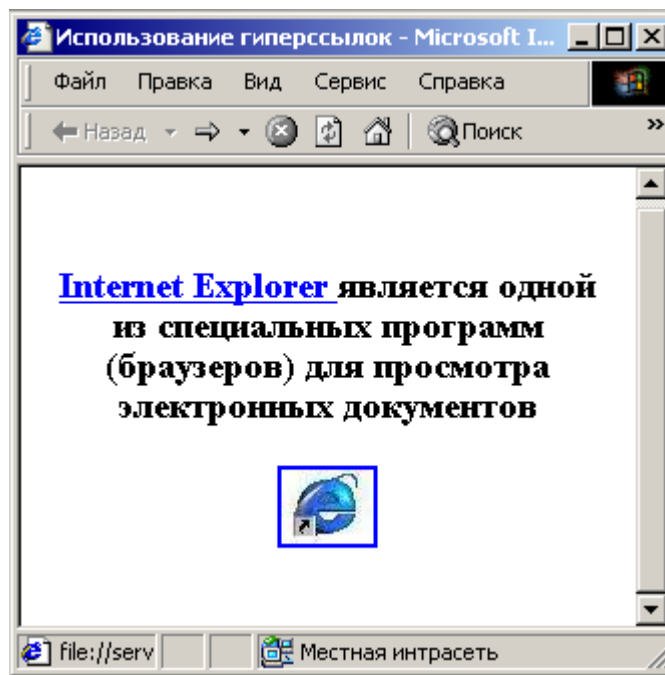 Использование гиперссылок - Microsoft I...
Файл Правка Вид Сервис Справка
Назад Поиск »
Internet Explorer является одной
из специальных программ
(браузеров) для просмотра
электронных документов
file://serv Местная интрасеть